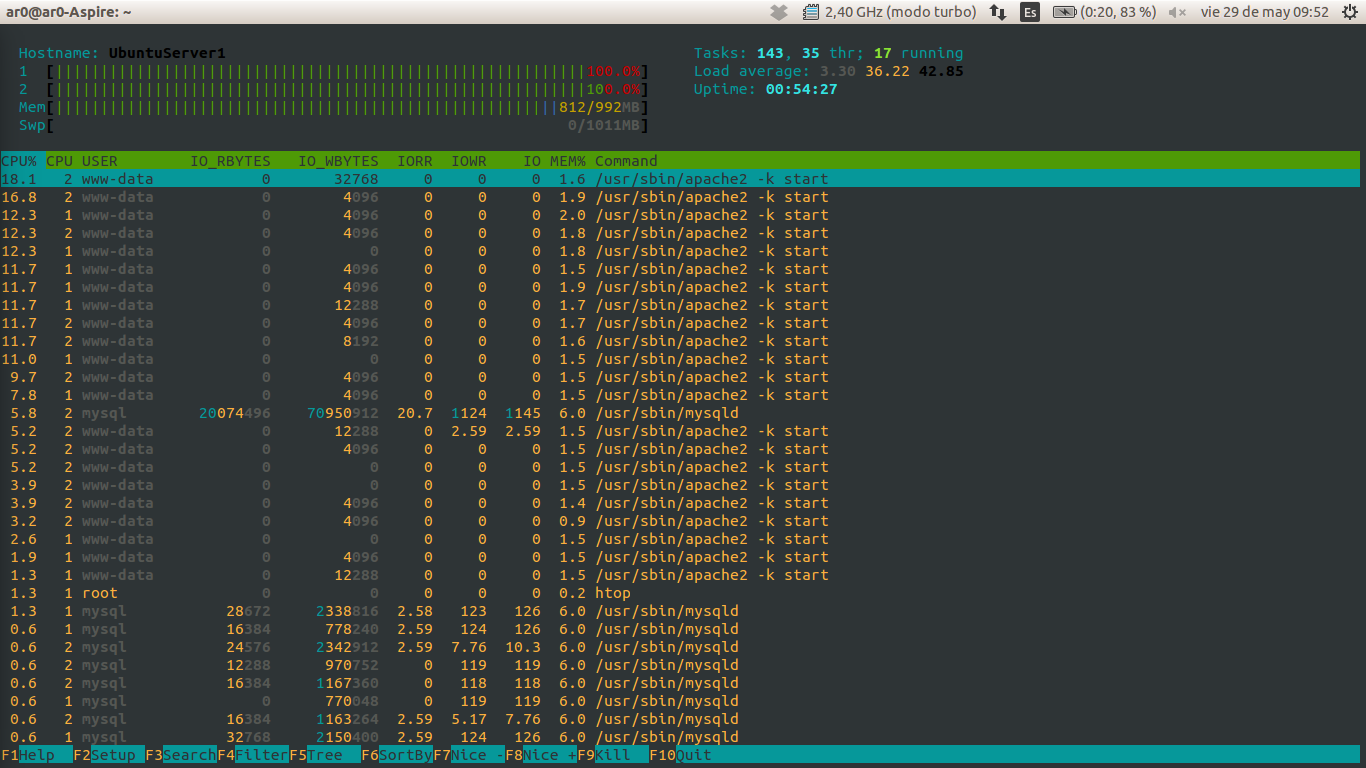 ar0@ar0-Aspire: ~ 2,40 GHz (modo turbo) Es (0:20, 83 %) vie 29 de may 09:52
Hostname: UbuntuServer1 Tasks: 143, 35 thr; 17 running
1 [||||||||||||||||||||||||||||||||||||||||||||||||||||||||||||100.0%] Load average: 3.30 36.22 42.85
2 [||||||||||||||||||||||||||||||||||||||||||||||||||||||||||||100.0%] Uptime: 00:54:27
Mem[||||||||||||||||||||||||||||||||||||||||||||||||||||||||812/992MB]
Swp[ 0/1011MB]
CPU% CPU USER IO_RBYTES IO_WBYTES IORR IOWR IO MEM% Command
18.1 2 www-data 0 32768 0 0 0 1.6 /usr/sbin/apache2 -k start
16.8 2 www-data 0 4096 0 0 0 1.9 /usr/sbin/apache2 -k start
12.3 1 www-data 0 4096 0 0 0 2.0 /usr/sbin/apache2 -k start
12.3 2 www-data 0 4096 0 0 0 1.8 /usr/sbin/apache2 -k start
12.3 1 www-data 0 0 0 0 0 1.8 /usr/sbin/apache2 -k start
11.7 1 www-data 0 4096 0 0 0 1.5 /usr/sbin/apache2 -k start
11.7 1 www-data 0 4096 0 0 0 1.9 /usr/sbin/apache2 -k start
11.7 1 www-data 0 12288 0 0 0 1.7 /usr/sbin/apache2 -k start
11.7 2 www-data 0 4096 0 0 0 1.7 /usr/sbin/apache2 -k start
11.7 2 www-data 0 8192 0 0 0 1.6 /usr/sbin/apache2 -k start
11.0 1 www-data 0 0 0 0 0 1.5 /usr/sbin/apache2 -k start
9.7 2 www-data 0 4096 0 0 0 1.5 /usr/sbin/apache2 -k start
7.8 1 www-data 0 4096 0 0 0 1.5 /usr/sbin/apache2 -k start
5.8 2 mysql 20074496 70950912 20.7 1124 1145 6.0 /usr/sbin/mysqld
5.2 2 www-data 0 12288 0 2.59 2.59 1.5 /usr/sbin/apache2 -k start
5.2 2 www-data 0 4096 0 0 0 1.5 /usr/sbin/apache2 -k start
5.2 2 www-data 0 0 0 0 0 1.5 /usr/sbin/apache2 -k start
3.9 2 www-data 0 0 0 0 0 1.5 /usr/sbin/apache2 -k start
3.9 2 www-data 0 4096 0 0 0 1.4 /usr/sbin/apache2 -k start
3.2 2 www-data 0 4096 0 0 0 0.9 /usr/sbin/apache2 -k start
2.6 1 www-data 0 0 0 0 0 1.5 /usr/sbin/apache2 -k start
1.9 1 www-data 0 4096 0 0 0 1.5 /usr/sbin/apache2 -k start
1.3 1 www-data 0 12288 0 0 0 1.5 /usr/sbin/apache2 -k start
1.3 1 root 0 0 0 0 0 0.2 htop
1.3 1 mysql 28672 2338816 2.58 123 126 6.0 /usr/sbin/mysqld
0.6 1 mysql 16384 778240 2.59 124 126 6.0 /usr/sbin/mysqld
0.6 2 mysql 24576 2342912 2.59 7.76 10.3 6.0 /usr/sbin/mysqld
0.6 2 mysql 12288 970752 0 119 119 6.0 /usr/sbin/mysqld
0.6 2 mysql 16384 1167360 0 118 118 6.0 /usr/sbin/mysqld
0.6 1 mysql 0 770048 0 119 119 6.0 /usr/sbin/mysqld
0.6 2 mysql 16384 1163264 2.59 5.17 7.76 6.0 /usr/sbin/mysqld
0.6 1 mysql 32768 2150400 2.59 124 126 6.0 /usr/sbin/mysqld
F1Help F2Setup F3SearchF4FilterF5Tree F6SortByF7Nice -F8Nice +F9Kill F10Quit